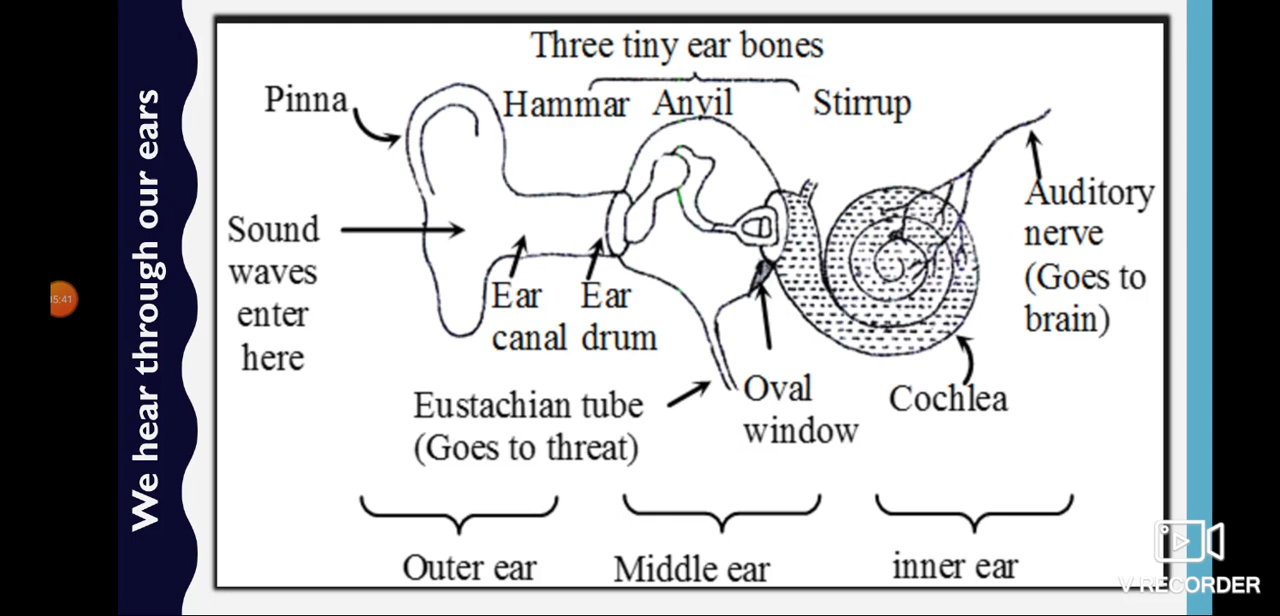 We hear through our ears
Three tiny ear bones
Pinna
Hammar Anvil Stirrup
Auditory
nerve
(Goes to
brain)
Sound
waves
enter
here
Ear
canal
Ear
drum
Eustachian tube
(Goes to threat)
Oval
window
Cochlea
Outer ear
Middle ear
inner ear
V RECORDER